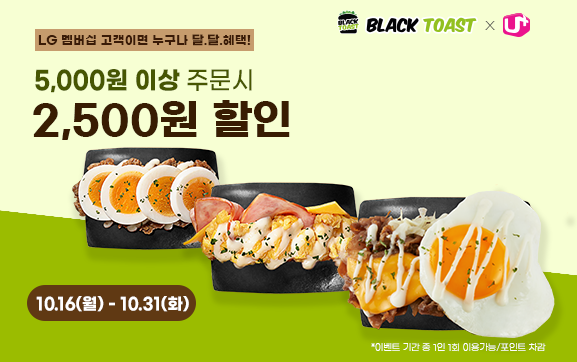 BLACK TOAST
BLACK TOAST × U+
LG 멤버십 고객이면 누구나 달.달.혜택!
5,000원 이상 주문시
2,500원 할인
10.16(월) - 10.31(화)
*이벤트 기간 중 1인 1회 이용가능/포인트 차감